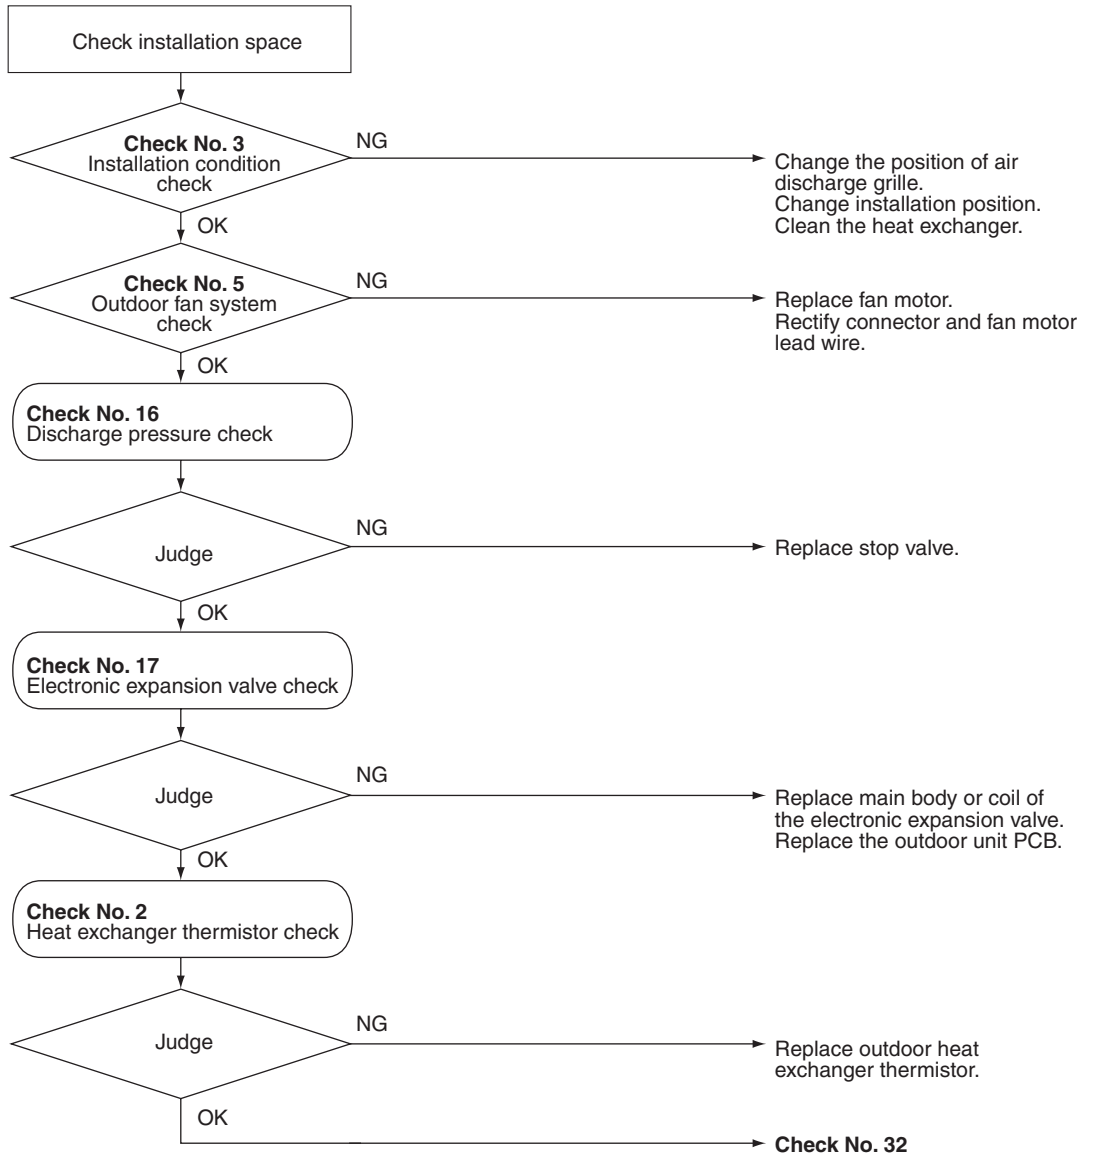 Check installation space
Check No. 3
Installation condition
check
NG
Change the position of air
discharge grille.
Change installation position.
Clean the heat exchanger.
OK
Check No. 5
Outdoor fan system
check
NG
Replace fan motor.
Rectify connector and fan motor
lead wire.
OK
Check No. 16
Discharge pressure check
Judge
NG
Replace stop valve.
OK
Check No. 17
Electronic expansion valve check
Judge
NG
Replace main body or coil of
the electronic expansion valve.
Replace the outdoor unit PCB.
OK
Check No. 2
Heat exchanger thermistor check
Judge
NG
Replace outdoor heat
exchanger thermistor.
OK
Check No. 32